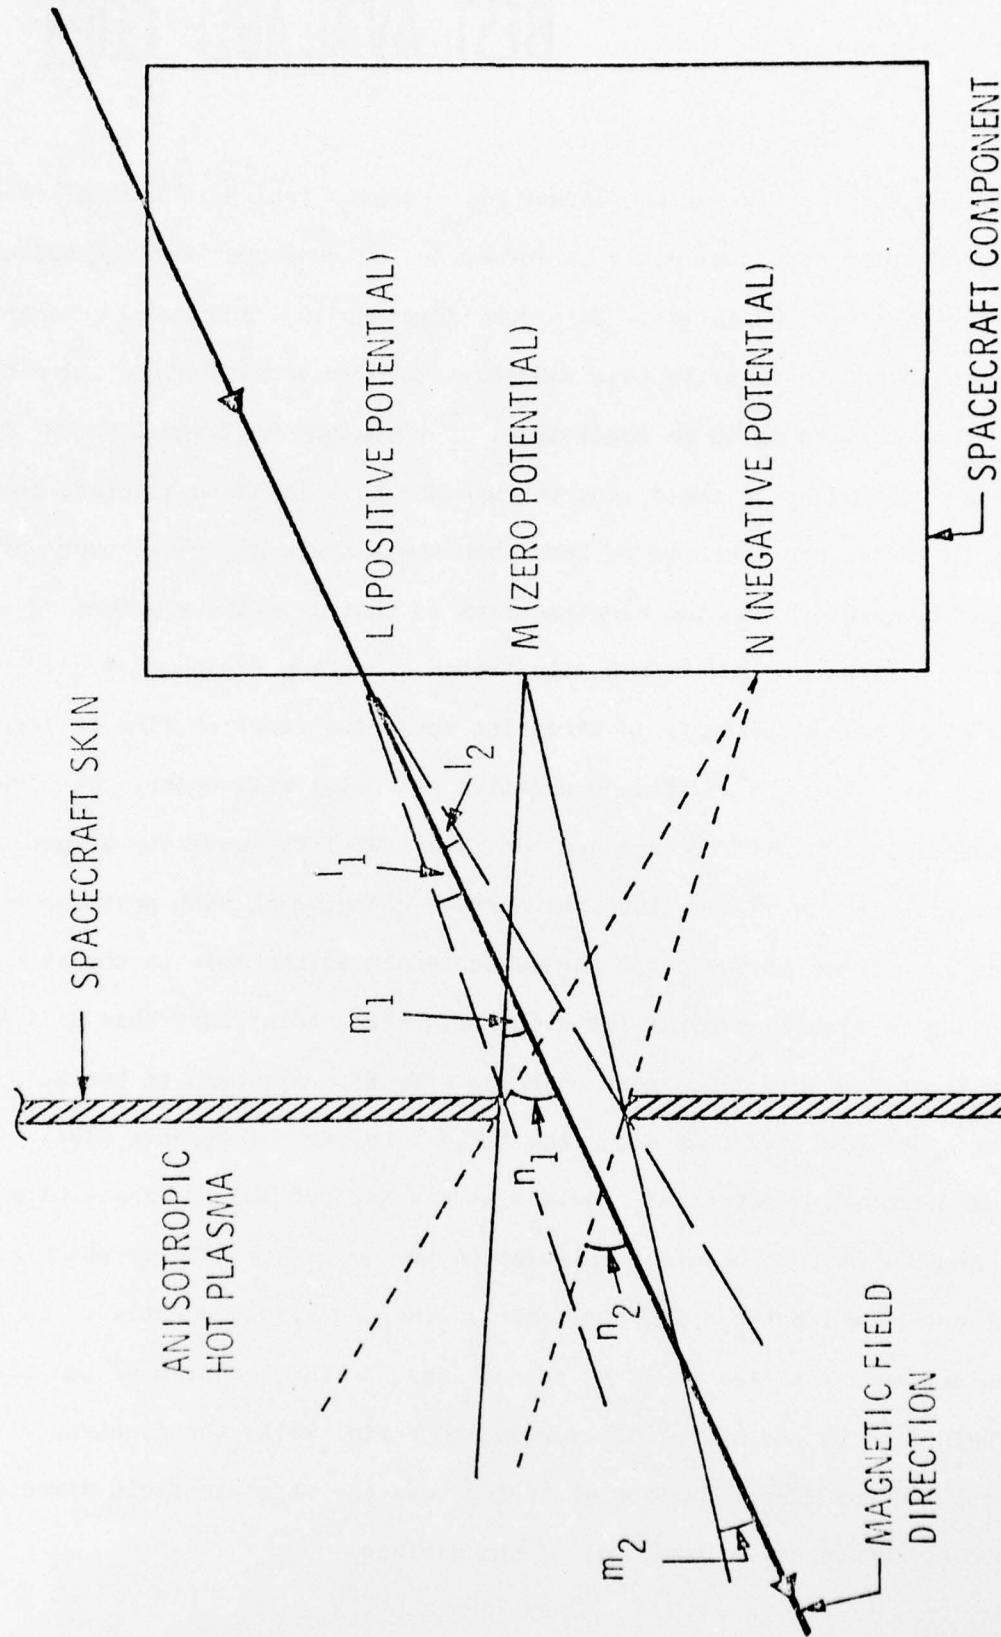 SPACECRAFT SKIN
ANISOTROPIC
HOT PLASMA
L (POSITIVE POTENTIAL)
M (ZERO POTENTIAL)
N (NEGATIVE POTENTIAL)
SPACECRAFT COMPONENT
l1
l2
m1
n1
n2
m2
MAGNETIC FIELD
DIRECTION